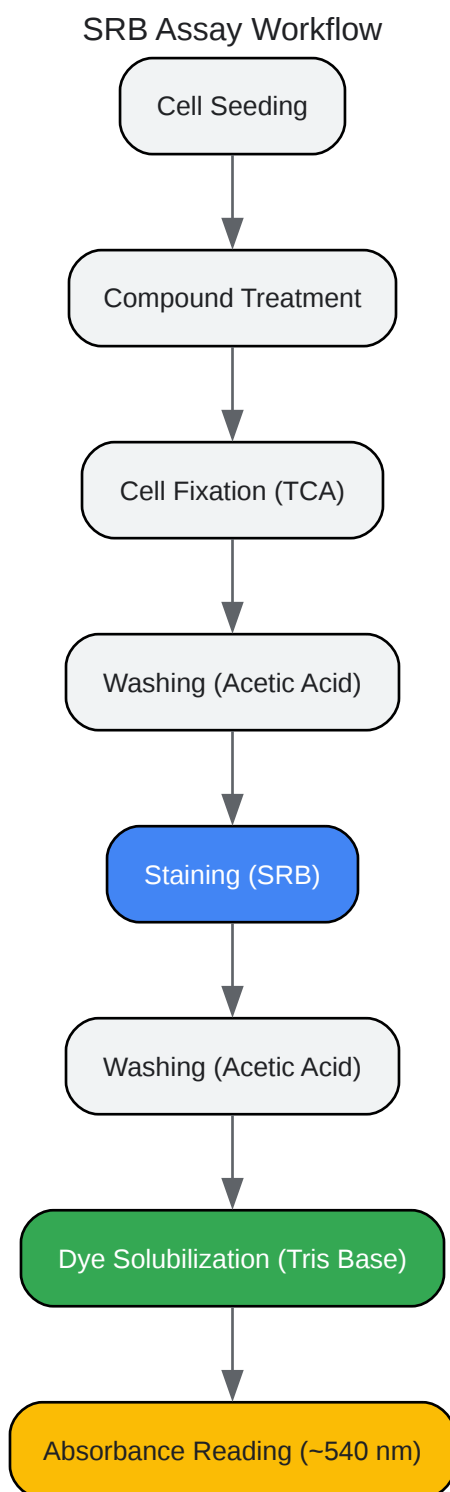 SRB Assay Workflow
Cell Seeding
Compound Treatment
Cell Fixation (TCA)
Washing (Acetic Acid)
Staining (SRB)
Washing (Acetic Acid)
Dye Solubilization (Tris Base)
Absorbance Reading (~540 nm)